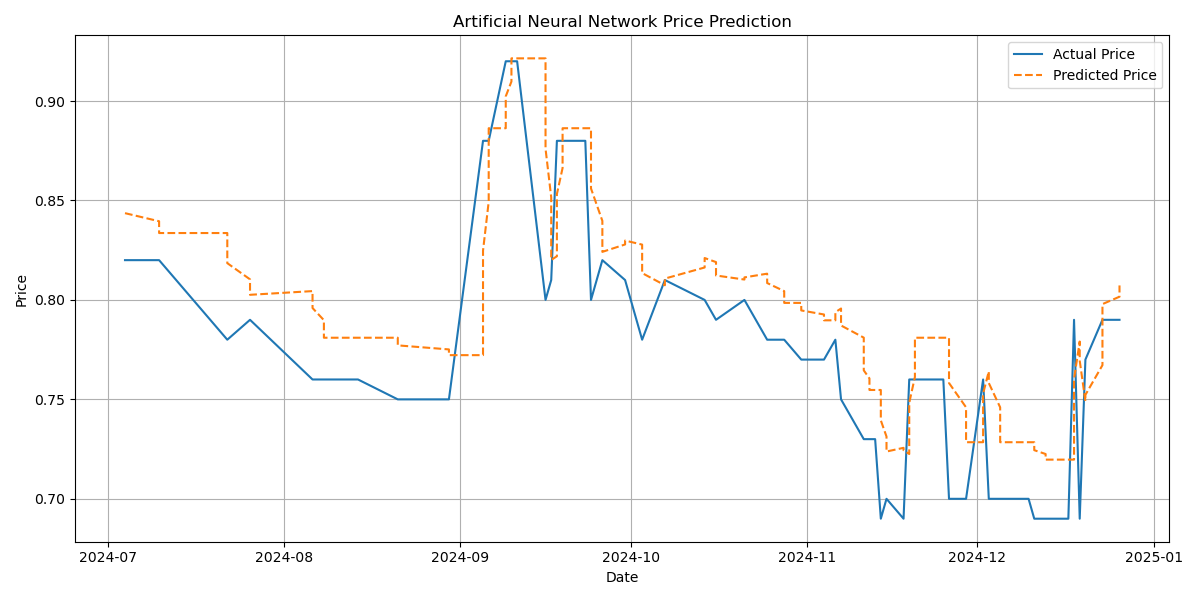 Artificial Neural Network Price Prediction
Actual Price
Predicted Price
Price
0.90
0.85
0.80
0.75
0.70
2024-07 2024-08 2024-09 2024-10 2024-11 2024-12 2025-01
Date